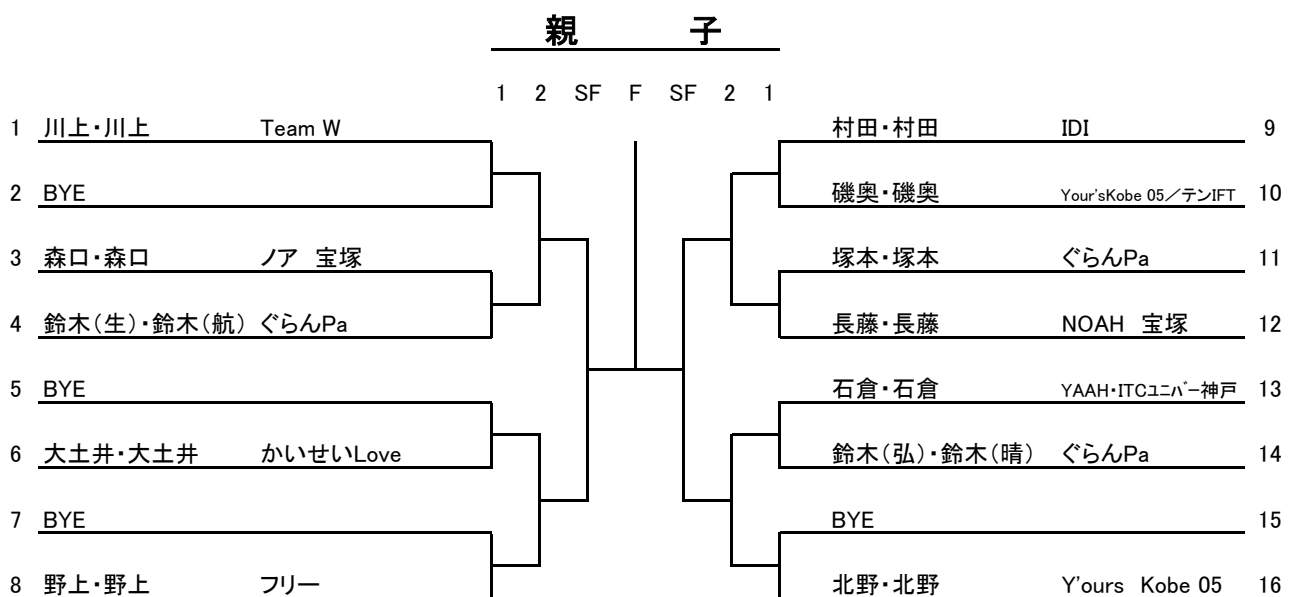 親　子
1 2 SF F SF 2 1
1 川上・川上 Team W
2 BYE
3 森口・森口 ノア　宝塚
4 鈴木（生）・鈴木（航） ぐらんPa
5 BYE
6 大土井・大土井 かいせいLove
7 BYE
8 野上・野上 フリー
村田・村田 IDI 9
磯奥・磯奥 Your'sKobe 05／テンIFT 10
塚本・塚本 ぐらんPa 11
長藤・長藤 NOAH　宝塚 12
石倉・石倉 YAAH・ITCﾕﾆﾊﾞｰ神戸 13
鈴木（弘）・鈴木（晴） ぐらんPa 14
BYE 15
北野・北野 Y'ours Kobe 05 16